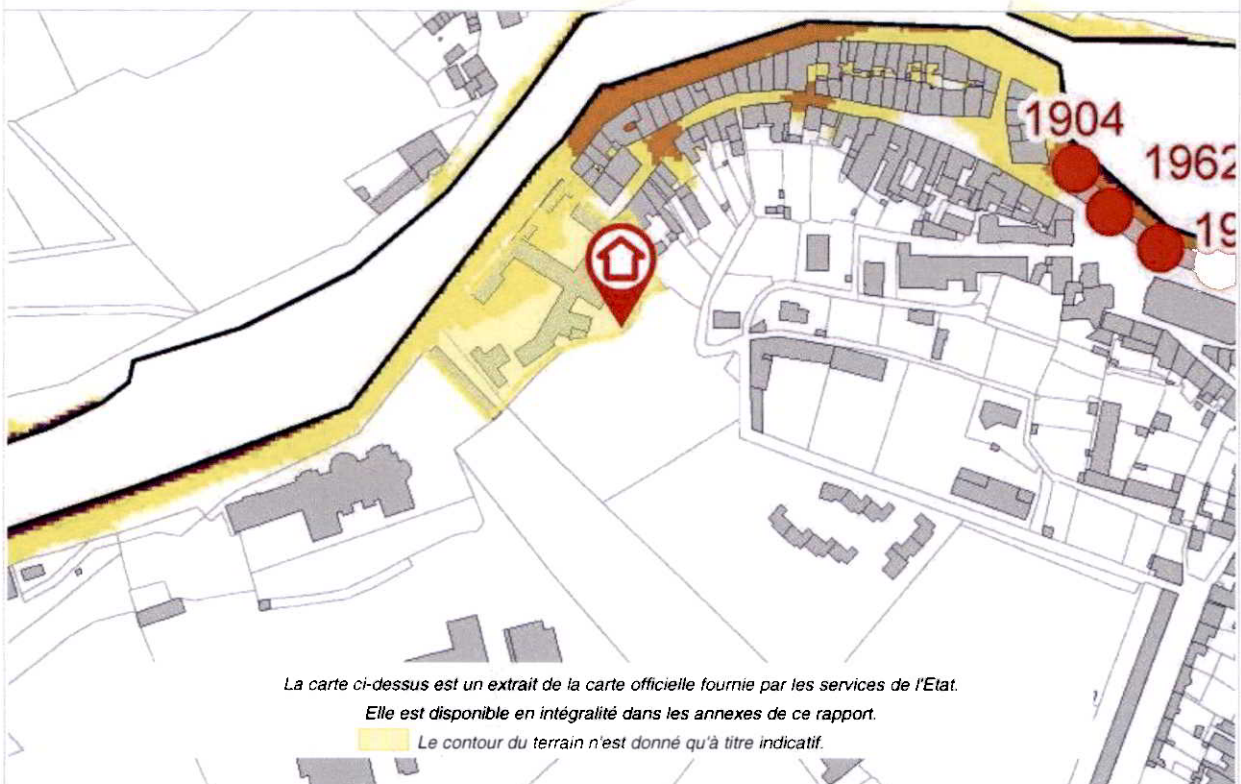 1904
1962
19
La carte ci-dessus est un extrait de la carte officielle fournie par les services de l'Etat.
Elle est disponible en intégralité dans les annexes de ce rapport.
Le contour du terrain n'est donné qu'à titre indicatif.